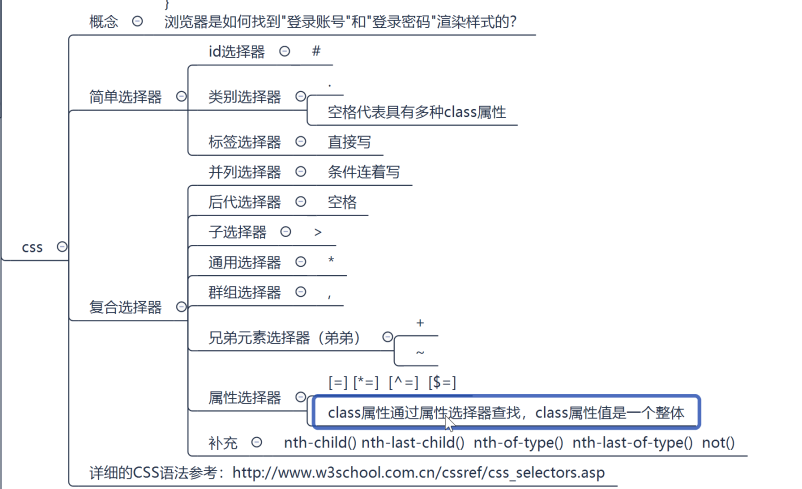 }
概念 浏览器是如何找到"登录账号"和"登录密码"渲染样式的？
id选择器 #
简单选择器 类别选择器 .
空格代表具有多种class属性
标签选择器 直接写
并列选择器 条件连着写
后代选择器 空格
子选择器 >
css
通用选择器 *
群组选择器 ,
复合选择器
兄弟元素选择器（弟弟） +
~
属性选择器 [=] [*=] [^=] [$=]
class属性通过属性选择器查找，class属性值是一个整体
补充 nth-child() nth-last-child() nth-of-type() nth-last-of-type() not()
详细的CSS语法参考：http://www.w3school.com.cn/cssref/css_selectors.asp